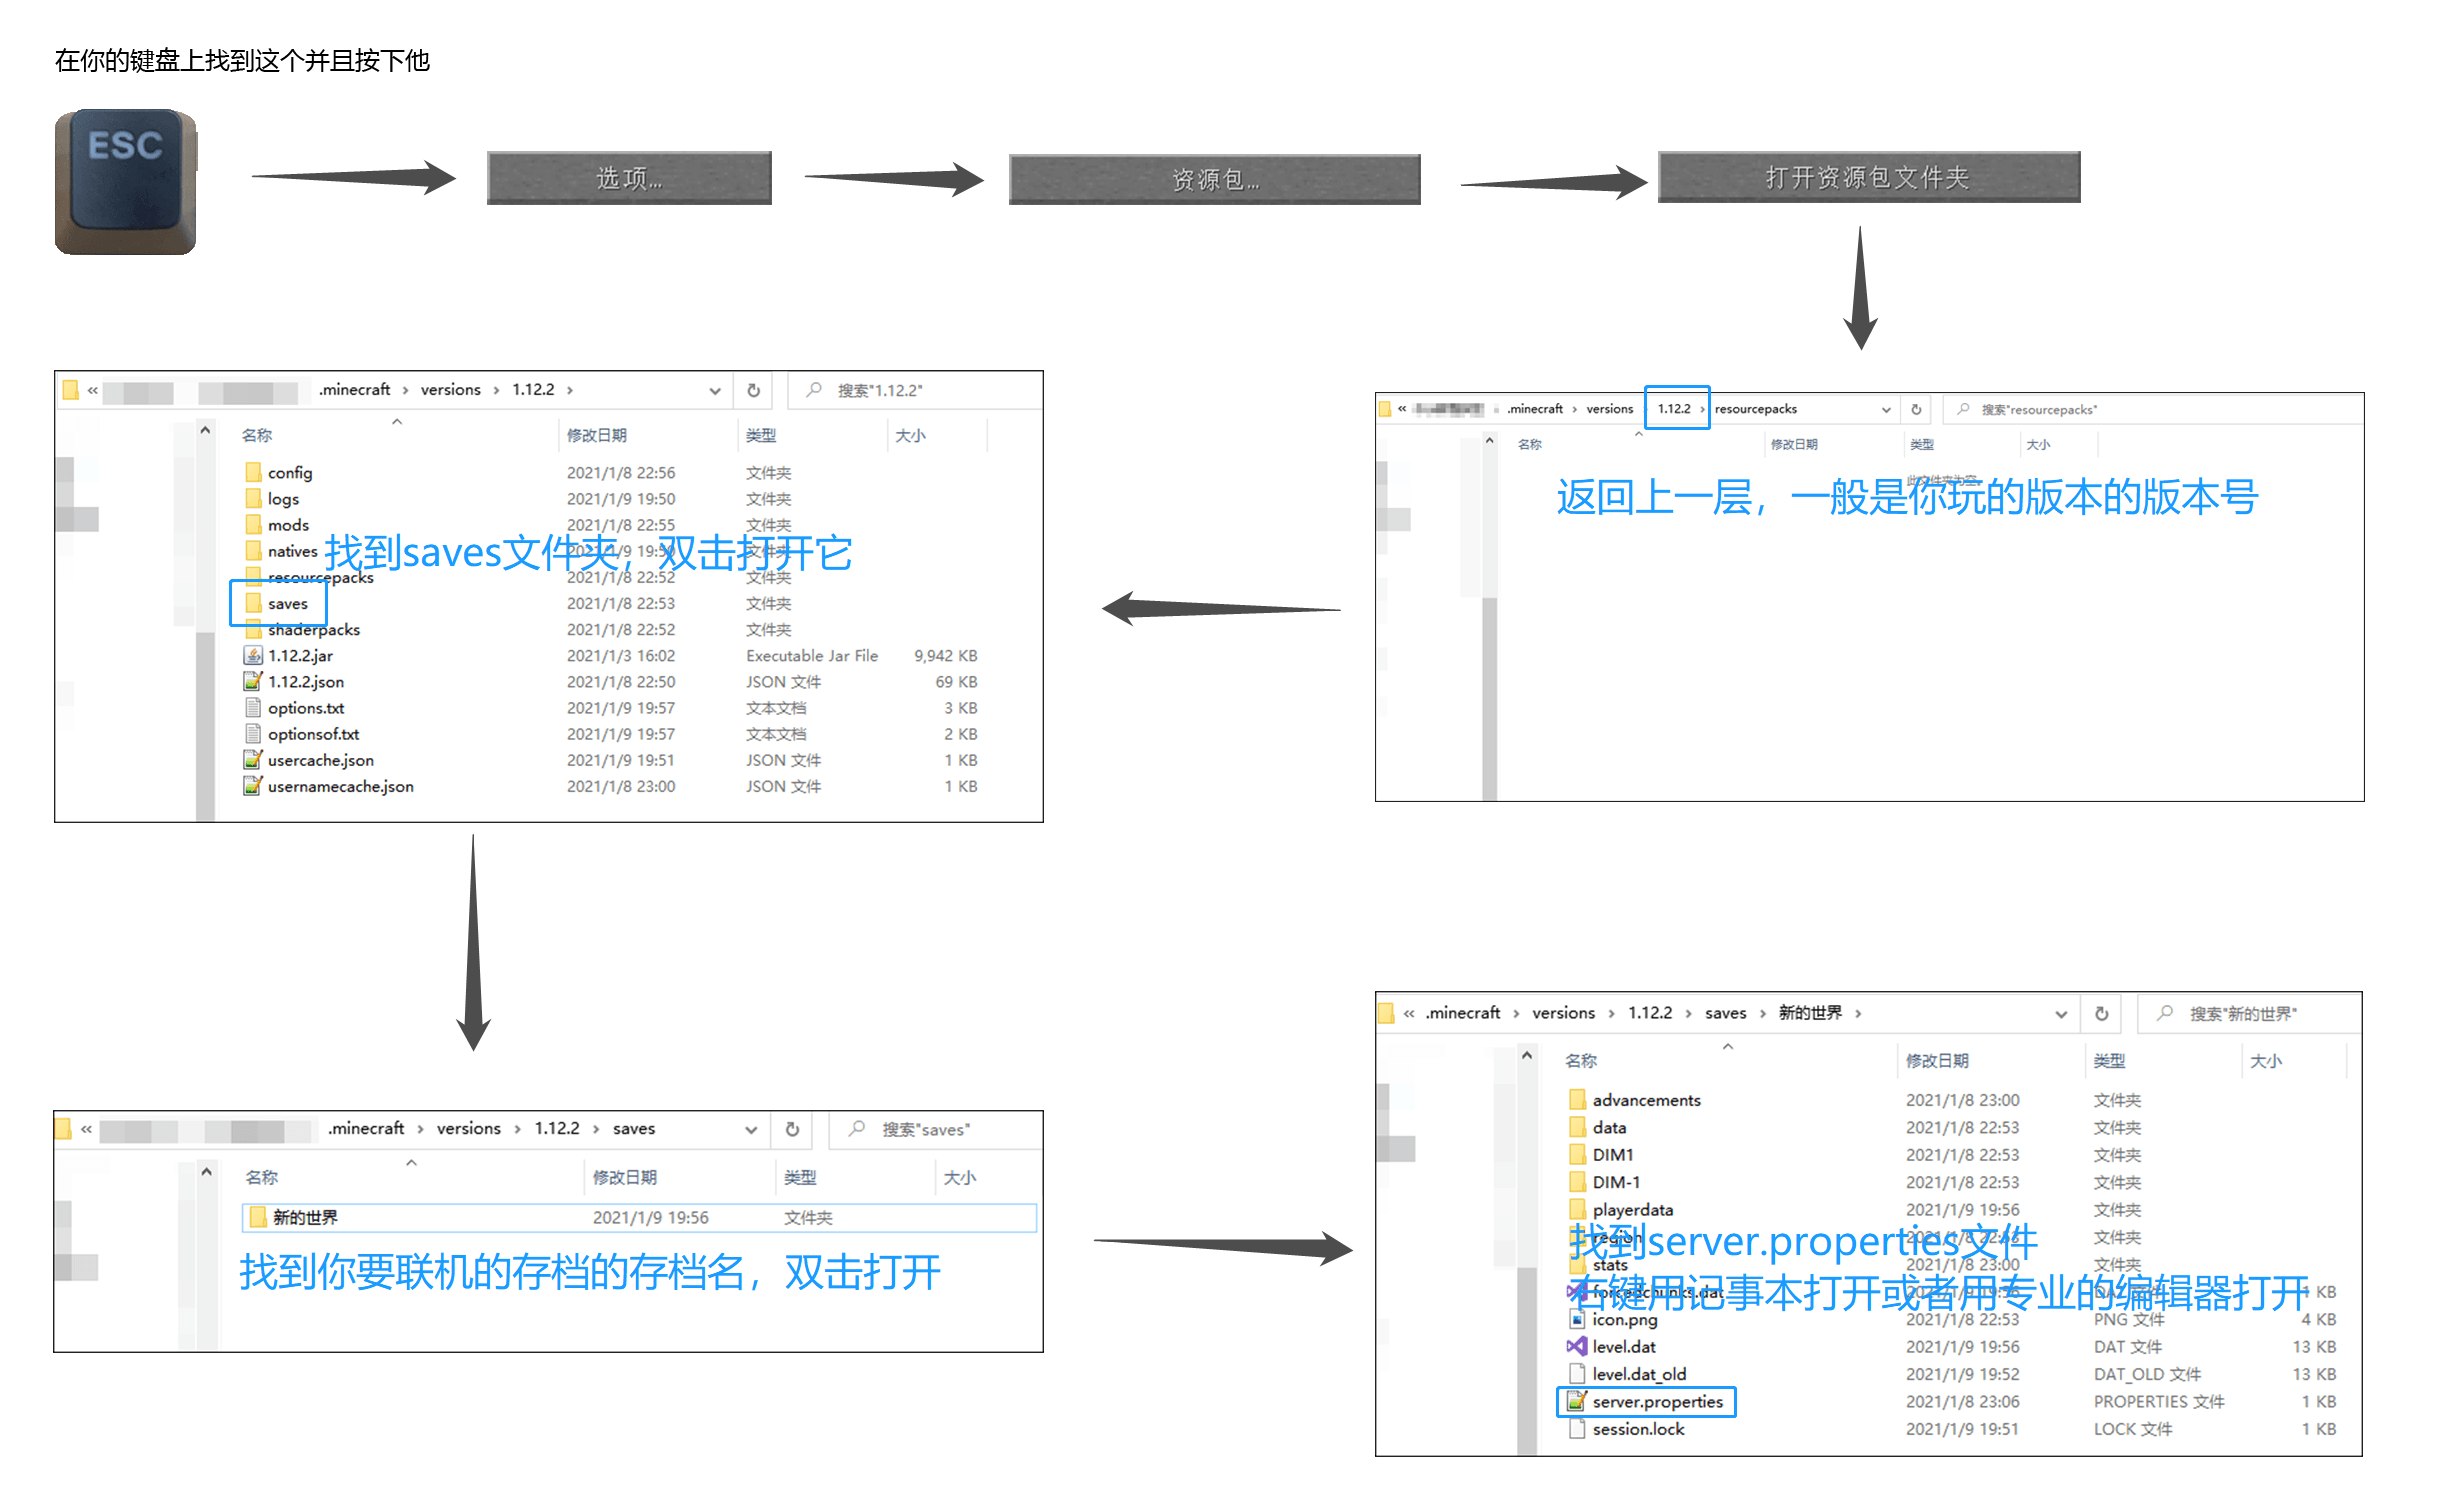 在你的键盘上找到这个并且按下他
ESC
选项...
资源包...
打开资源包文件夹
« .minecraft › versions › 1.12.2 › resourcepacks 搜索"resourcepacks"
名称 修改日期 类型 大小
此文件夹为空。
返回上一层，一般是你玩的版本的版本号
« .minecraft › versions › 1.12.2 › 搜索"1.12.2"
名称 修改日期 类型 大小
config 2021/1/8 22:56 文件夹
logs 2021/1/9 19:50 文件夹
mods 2021/1/8 22:55 文件夹
natives 2021/1/9 19:50 文件夹
找到saves文件夹，双击打开它
resourcepacks 2021/1/8 22:52 文件夹
saves 2021/1/8 22:53 文件夹
shaderpacks 2021/1/8 22:52 文件夹
1.12.2.jar 2021/1/3 16:02 Executable Jar File 9,942 KB
1.12.2.json 2021/1/8 22:50 JSON 文件 69 KB
options.txt 2021/1/9 19:57 文本文档 3 KB
optionsof.txt 2021/1/9 19:57 文本文档 2 KB
usercache.json 2021/1/9 19:51 JSON 文件 1 KB
usernamecache.json 2021/1/8 23:00 JSON 文件 1 KB
« .minecraft › versions › 1.12.2 › saves 搜索"saves"
名称 修改日期 类型 大小
新的世界 2021/1/9 19:56 文件夹
找到你要联机的存档的存档名，双击打开
« .minecraft › versions › 1.12.2 › saves › 新的世界 › 搜索"新的世界"
名称 修改日期 类型 大小
advancements 2021/1/8 23:00 文件夹
data 2021/1/8 22:53 文件夹
DIM1 2021/1/8 22:53 文件夹
DIM-1 2021/1/8 22:53 文件夹
playerdata 2021/1/9 19:56 文件夹
region 2021/1/8 22:53 文件夹
找到server.properties文件
stats 2021/1/8 23:00 文件夹
forcedchunks.dat 2021/1/9 19:56 DAT 文件 1 KB
右键用记事本打开或者用专业的编辑器打开
icon.png 2021/1/8 22:53 PNG 文件 4 KB
level.dat 2021/1/9 19:56 DAT 文件 13 KB
level.dat_old 2021/1/9 19:52 DAT_OLD 文件 13 KB
server.properties 2021/1/8 23:06 PROPERTIES 文件 1 KB
session.lock 2021/1/9 19:51 LOCK 文件 1 KB